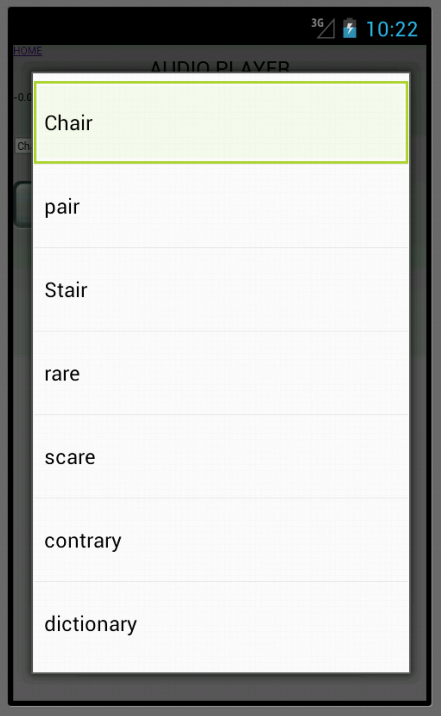 3G 10:22
HOME
AUDIO PLAYER
Chair
pair
Stair
rare
scare
contrary
dictionary